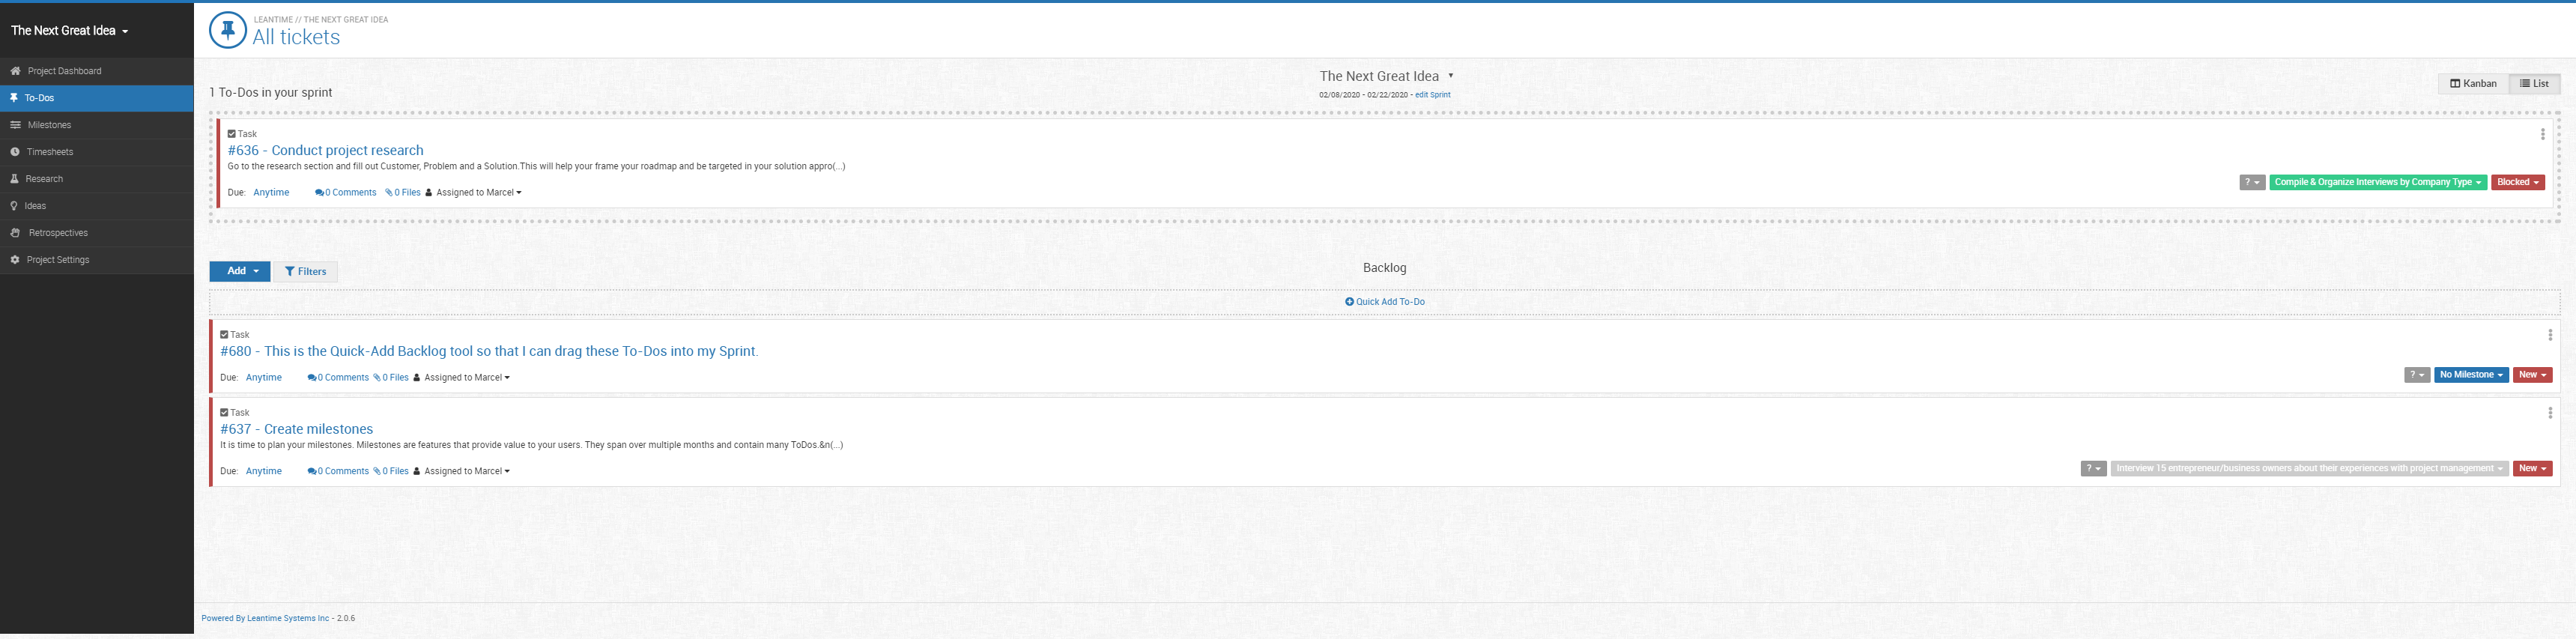 The Next Great Idea
Project Dashboard
To-Dos
Milestones
Timesheets
Research
Ideas
Retrospectives
Project Settings
LEANTIME // THE NEXT GREAT IDEA
All tickets
1 To-Dos in your sprint
The Next Great Idea
02/08/2020 - 02/22/2020 - edit Sprint
Kanban List
Task
#636 - Conduct project research
Go to the research section and fill out Customer, Problem and a Solution.This will help your frame your roadmap and be targeted in your solution appro(...)
Due: Anytime 0 Comments 0 Files Assigned to Marcel
? Compile & Organize Interviews by Company Type Blocked
Add Filters
Backlog
Quick Add To-Do
Task
#680 - This is the Quick-Add Backlog tool so that I can drag these To-Dos into my Sprint.
Due: Anytime 0 Comments 0 Files Assigned to Marcel
? No Milestone New
Task
#637 - Create milestones
It is time to plan your milestones. Milestones are features that provide value to your users. They span over multiple months and contain many ToDos.&n(...)
Due: Anytime 0 Comments 0 Files Assigned to Marcel
? Interview 15 entrepreneur/business owners about their experiences with project management New
Powered By Leantime Systems Inc - 2.0.6